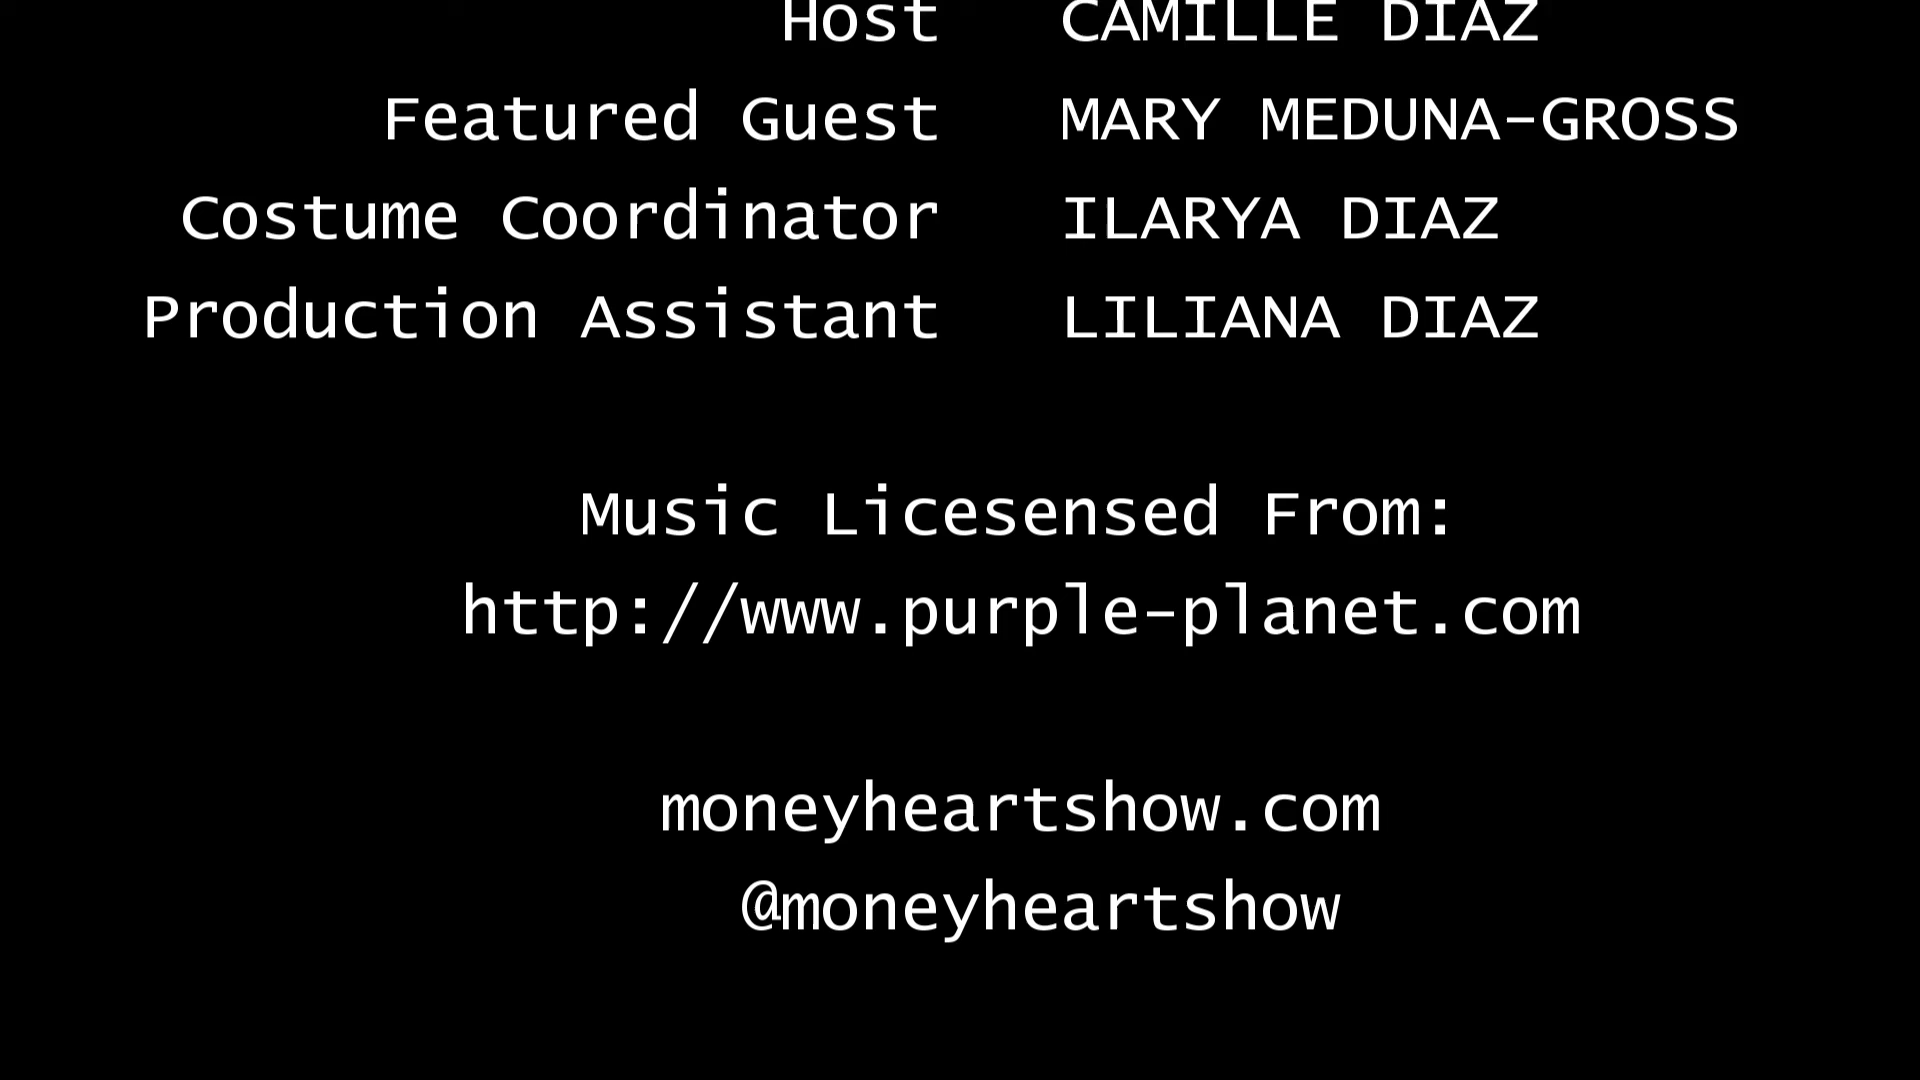 Host CAMILLE DIAZ
Featured Guest MARY MEDUNA-GROSS
Costume Coordinator ILARYA DIAZ
Production Assistant LILIANA DIAZ
Music Licesensed From:
http://www.purple-planet.com
moneyheartshow.com
@moneyheartshow